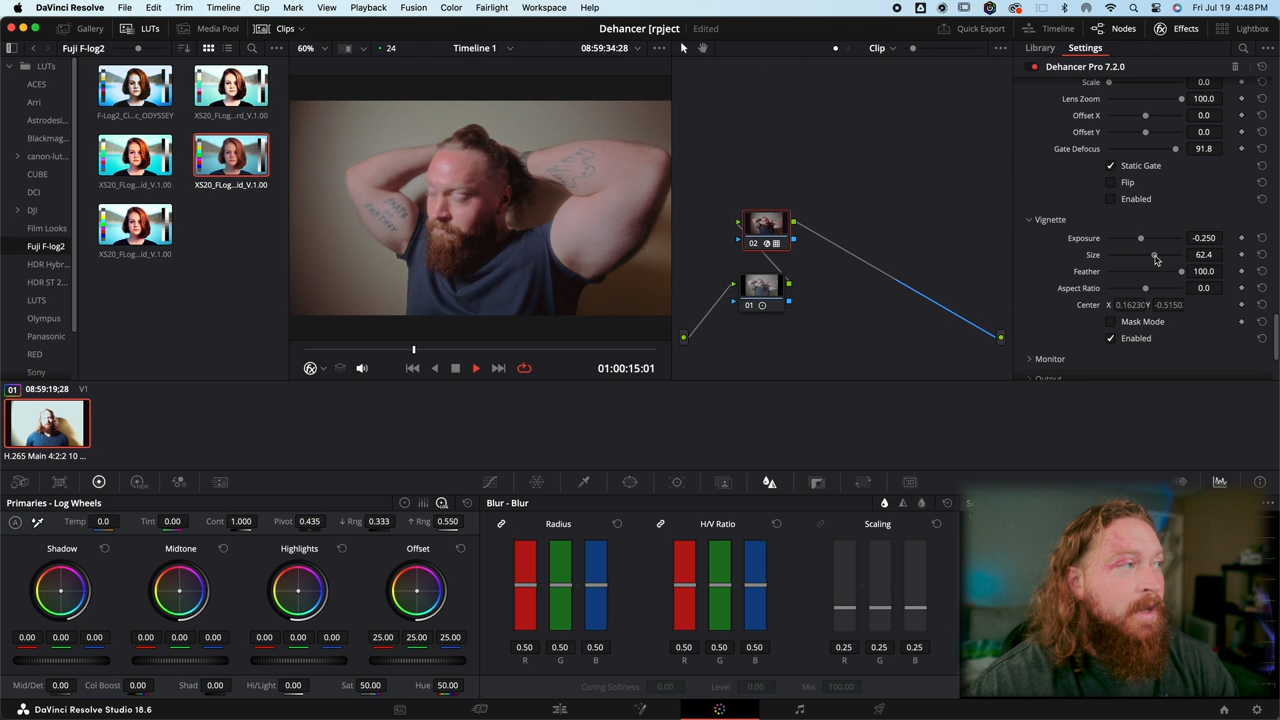 DaVinci Resolve File Edit Trim Timeline Clip Mark View Playback Fusion Color Fairlight Workspace Help Fri Jul 19 4:48 PM
Gallery LUTs Media Pool Clips Dehancer [rpject Edited Quick Export Timeline Nodes Effects Lightbox
Fuji F-log2 60% 24 Timeline 1 08:59:34:28 Clip Library Settings
Dehancer Pro 7.2.0
LUTs
ACES
Arri
Astrodesi...
Blackmag...
canon-lut...
CUBE
DCI
DJI
Film Looks
Fuji F-log2
HDR Hybr...
HDR ST 2...
LUTS
Olympus
Panasonic
RED
Sony
F-Log2_Ci...c_ODYSSEY XS20_FLog...rd_V.1.00
XS20_FLog...id_V.1.00 XS20_FLog...id_V.1.00
XS20_FLog...id_V.1.00
01:00:15:01
02
01
Scale 0.0
Lens Zoom 100.0
Offset X 0.0
Offset Y 0.0
Gate Defocus 91.8
Static Gate
Flip
Enabled
Vignette
Exposure -0.250
Size 62.4
Feather 100.0
Aspect Ratio 0.0
Center X 0.1623 Y -0.5150
Mask Mode
Enabled
Monitor
Output
01 08:59:19;28 V1
H.265 Main 4:2:2 10 ...
Primaries - Log Wheels
Temp 0.0 Tint 0.00 Cont 1.000 Pivot 0.435 ↓ Rng 0.333 ↑ Rng 0.550
Shadow Midtone Highlights Offset
0.00 0.00 0.00 0.00 0.00 0.00 0.00 0.00 0.00 25.00 25.00 25.00
Mid/Det 0.00 Col Boost 0.00 Shad 0.00 Hi/Light 0.00 Sat 50.00 Hue 50.00
Blur - Blur
Radius H/V Ratio Scaling
0.50 0.50 0.50 0.50 0.50 0.50 0.25 0.25 0.25
R G B R G B R G B
Coring Softness 0.00 Level 0.00 Mix 100.00
DaVinci Resolve Studio 18.6